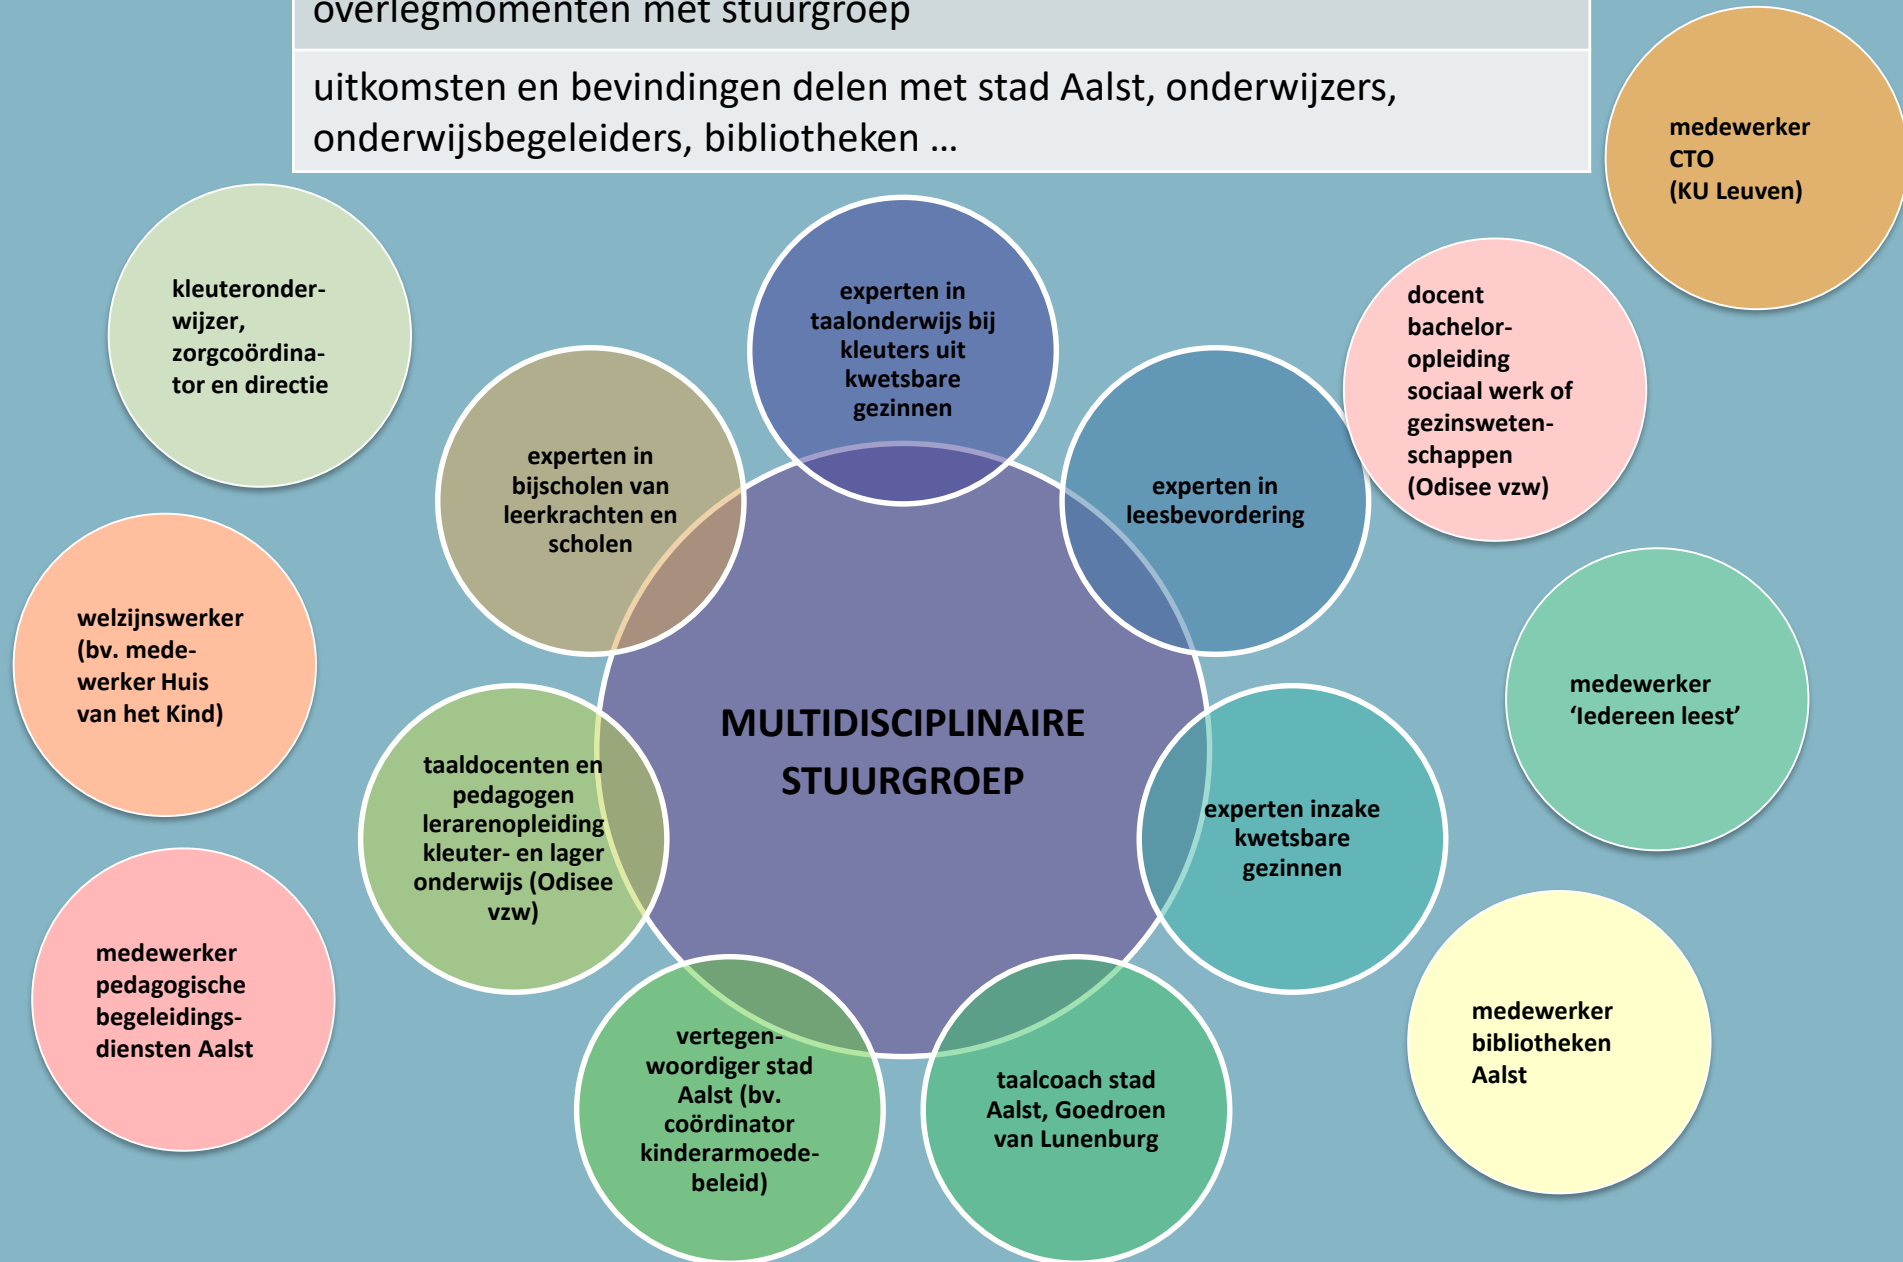 overlegmomenten met stuurgroep
uitkomsten en bevindingen delen met stad Aalst, onderwijzers,
onderwijsbegeleiders, bibliotheken ...
medewerker
CTO
(KU Leuven)
kleuteronder-
wijzer,
zorgcoördina-
tor en directie
experten in
taalonderwijs bij
kleuters uit
kwetsbare
gezinnen
docent
bachelor-
opleiding
sociaal werk of
gezinsweten-
schappen
(Odisee vzw)
experten in
bijscholen van
leerkrachten en
scholen
experten in
leesbevordering
welzijnswerker
(bv. mede-
werker Huis
van het Kind)
MULTIDISCIPLINAIRE
STUURGROEP
medewerker
‘Iedereen leest’
taaldocenten en
pedagogen
lerarenopleiding
kleuter- en lager
onderwijs (Odisee
vzw)
experten inzake
kwetsbare
gezinnen
medewerker
pedagogische
begeleidings-
diensten Aalst
vertegen-
woordiger stad
Aalst (bv.
coördinator
kinderarmoede-
beleid)
taalcoach stad
Aalst, Goedroen
van Lunenburg
medewerker
bibliotheken
Aalst